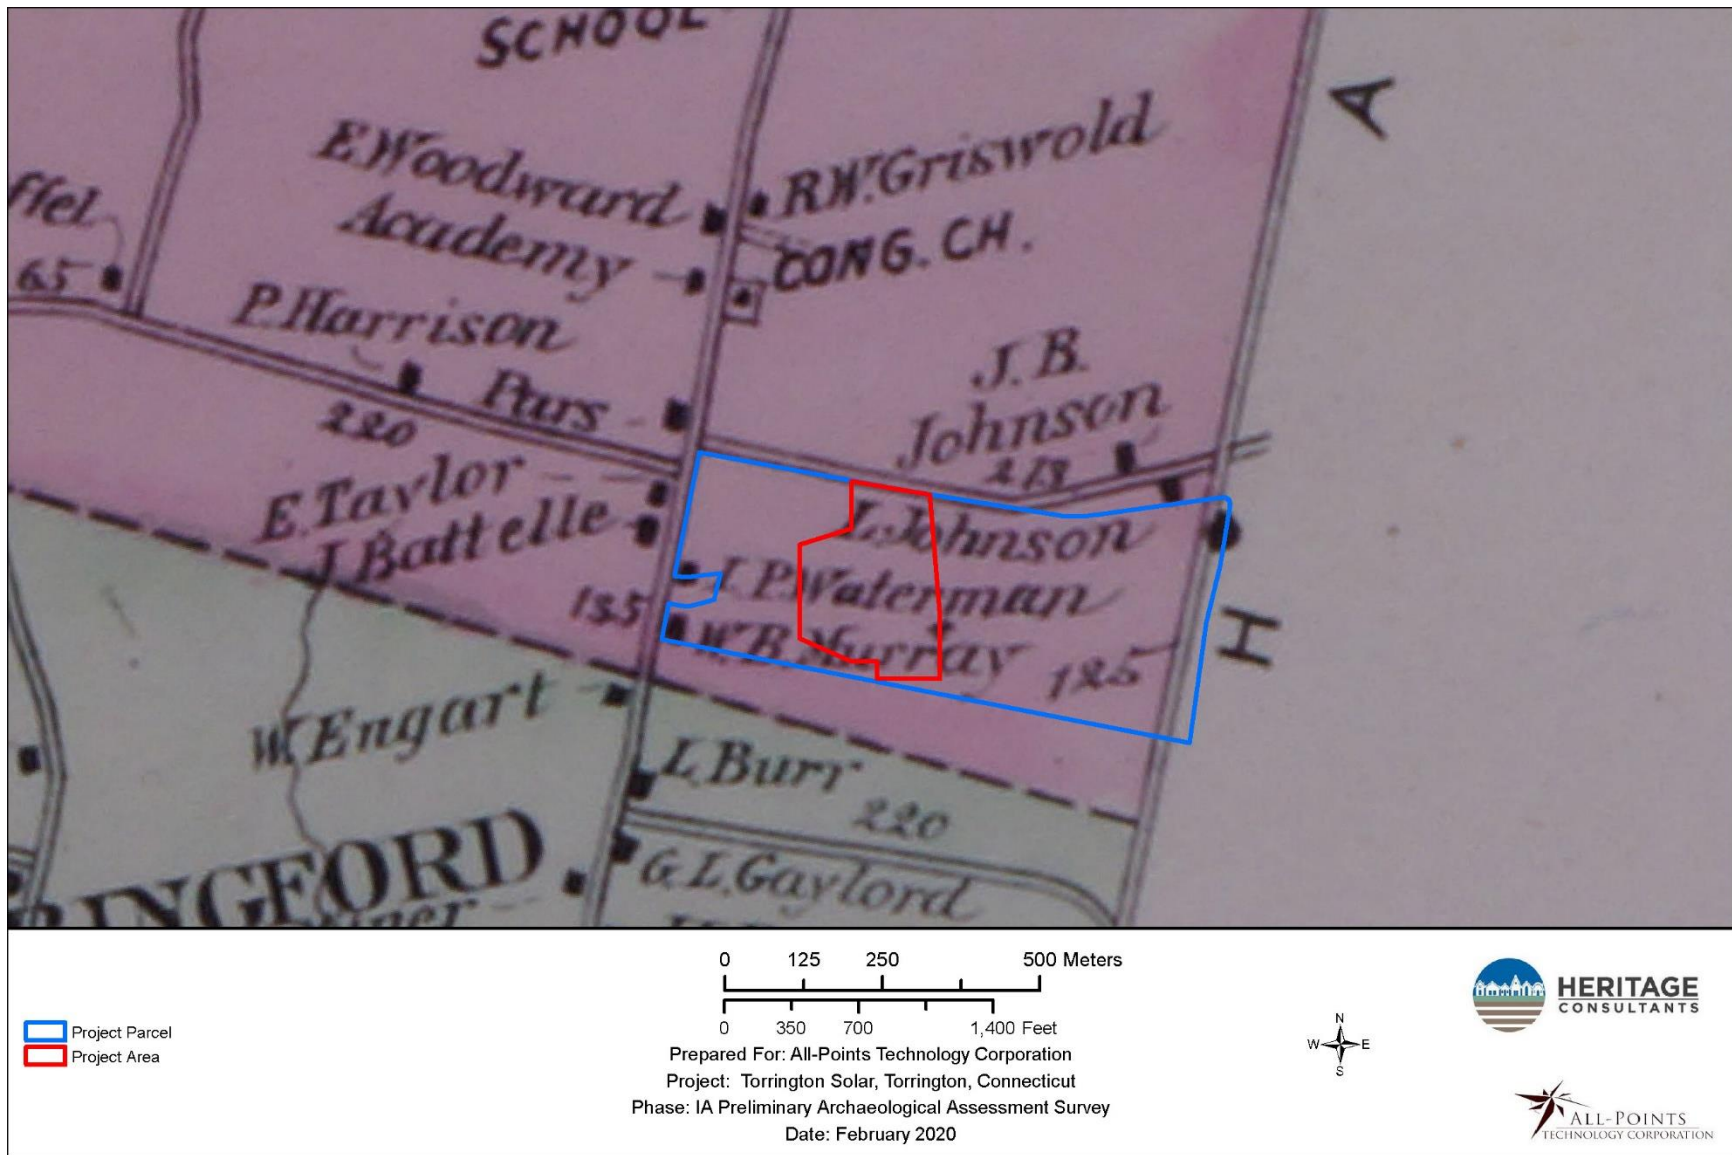 SCHOOL
A
E.Woodward
Academy
R.W.Griswold
CONG. CH.
ffel
65
P.Harrison
Pars
220
J. B.
Johnson
213
E.Taylor
J.Battelle
L.Johnson
I.P.Waterman
W.B.Murray
135
125
H
W.Engart
L.Burr
220
G.L.Gaylord
RINGFORD
0 125 250 500 Meters
0 350 700 1,400 Feet
Project Parcel
Project Area
Prepared For: All-Points Technology Corporation
Project: Torrington Solar, Torrington, Connecticut
Phase: IA Preliminary Archaeological Assessment Survey
Date: February 2020
N
W E
S
HERITAGE
CONSULTANTS
ALL-POINTS
TECHNOLOGY CORPORATION